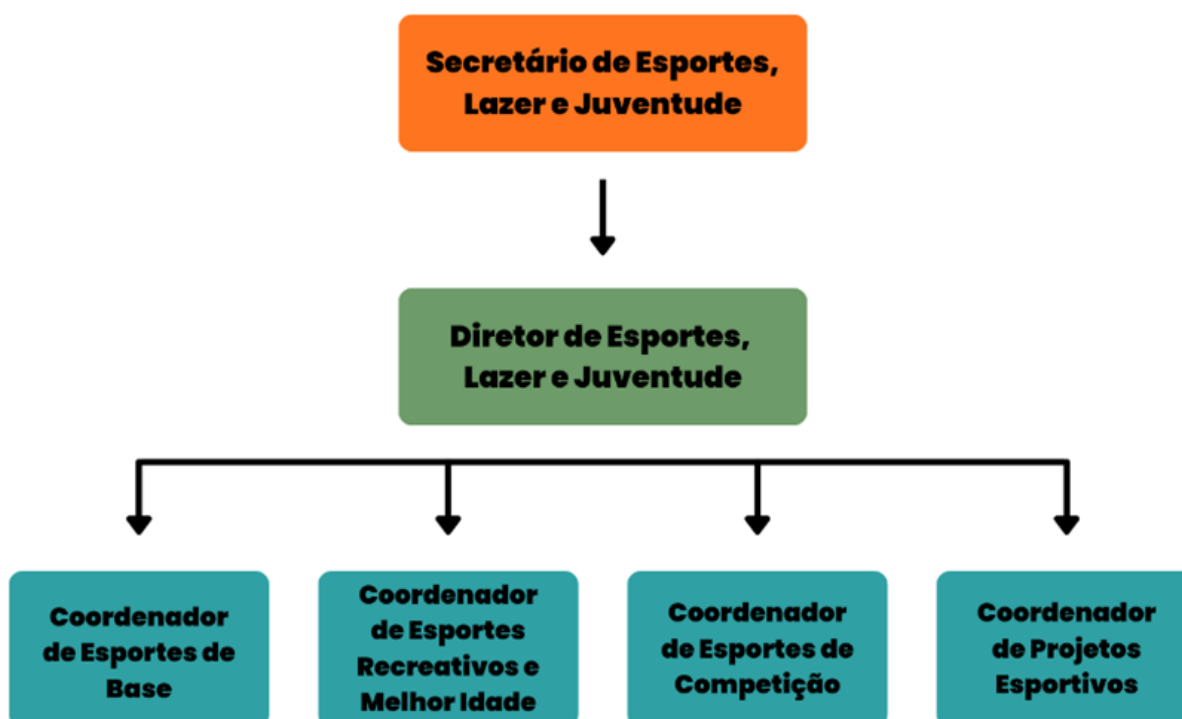 Secretário de Esportes,
Lazer e Juventude
Diretor de Esportes,
Lazer e Juventude
Coordenador
de Esportes de
Base
Coordenador
de Esportes
Recreativos e
Melhor Idade
Coordenador
de Esportes de
Competição
Coordenador
de Projetos
Esportivos